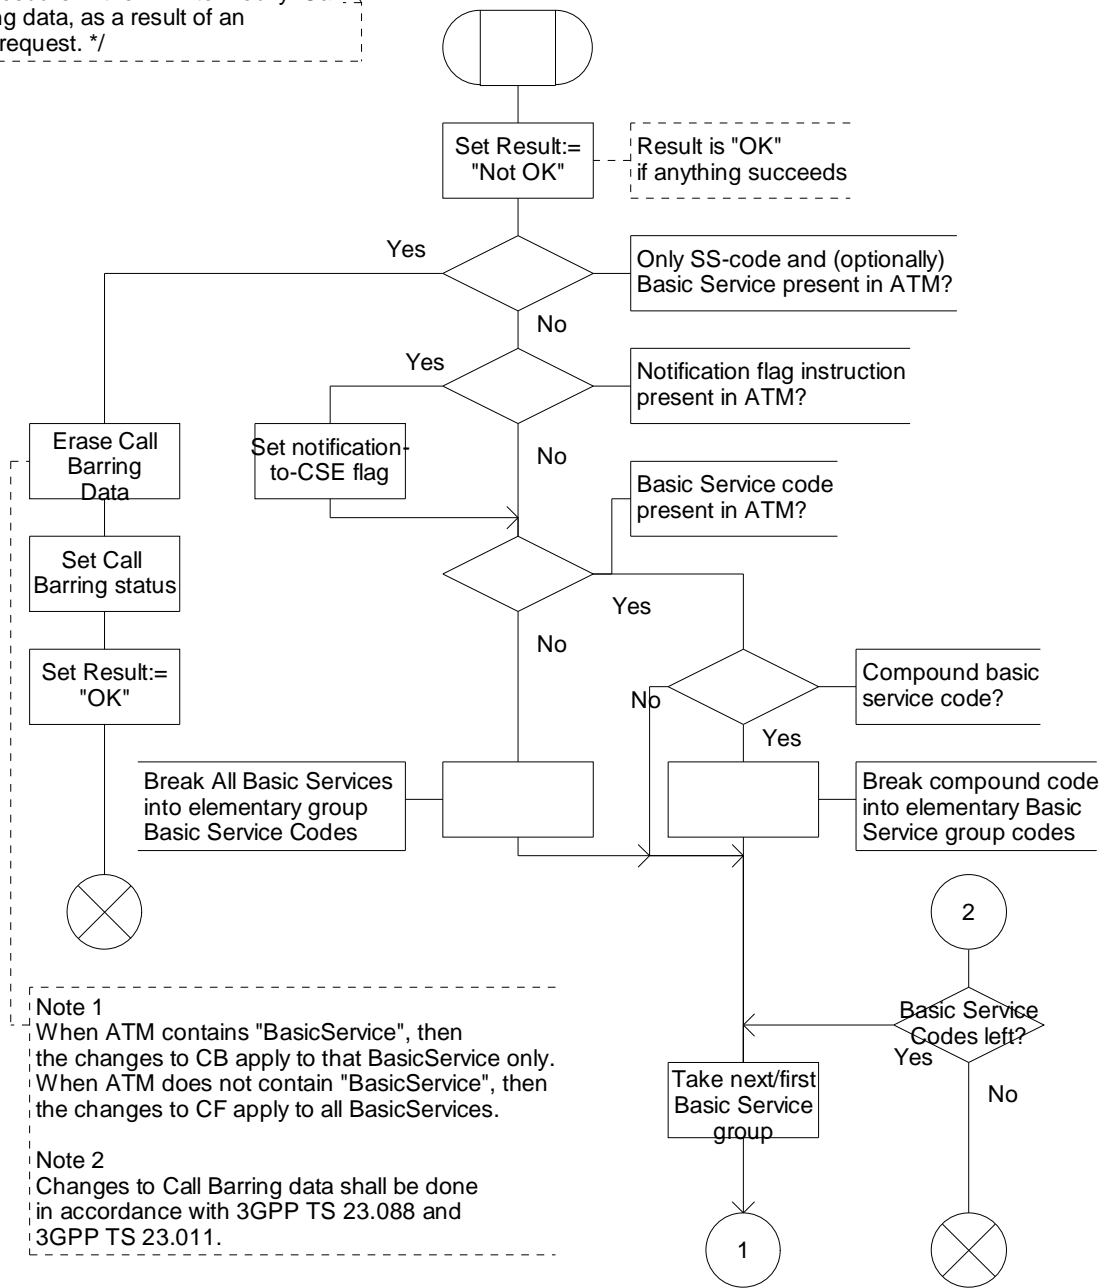 ng data, as a result of an
request. */
Set Result:=
"Not OK"
Result is "OK"
if anything succeeds
Yes
Only SS-code and (optionally)
Basic Service present in ATM?
No
Yes
Notification flag instruction
present in ATM?
Erase Call
Barring
Data
Set notification-
to-CSE flag
No
Basic Service code
present in ATM?
Set Call
Barring status
Yes
No
Set Result:=
"OK"
No
Compound basic
service code?
Yes
Break All Basic Services
into elementary group
Basic Service Codes
Break compound code
into elementary Basic
Service group codes
2
Note 1
When ATM contains "BasicService", then
the changes to CB apply to that BasicService only.
When ATM does not contain "BasicService", then
the changes to CF apply to all BasicServices.
Basic Service
Codes left?
Yes
Take next/first
Basic Service
group
No
Note 2
Changes to Call Barring data shall be done
in accordance with 3GPP TS 23.088 and
3GPP TS 23.011.
1